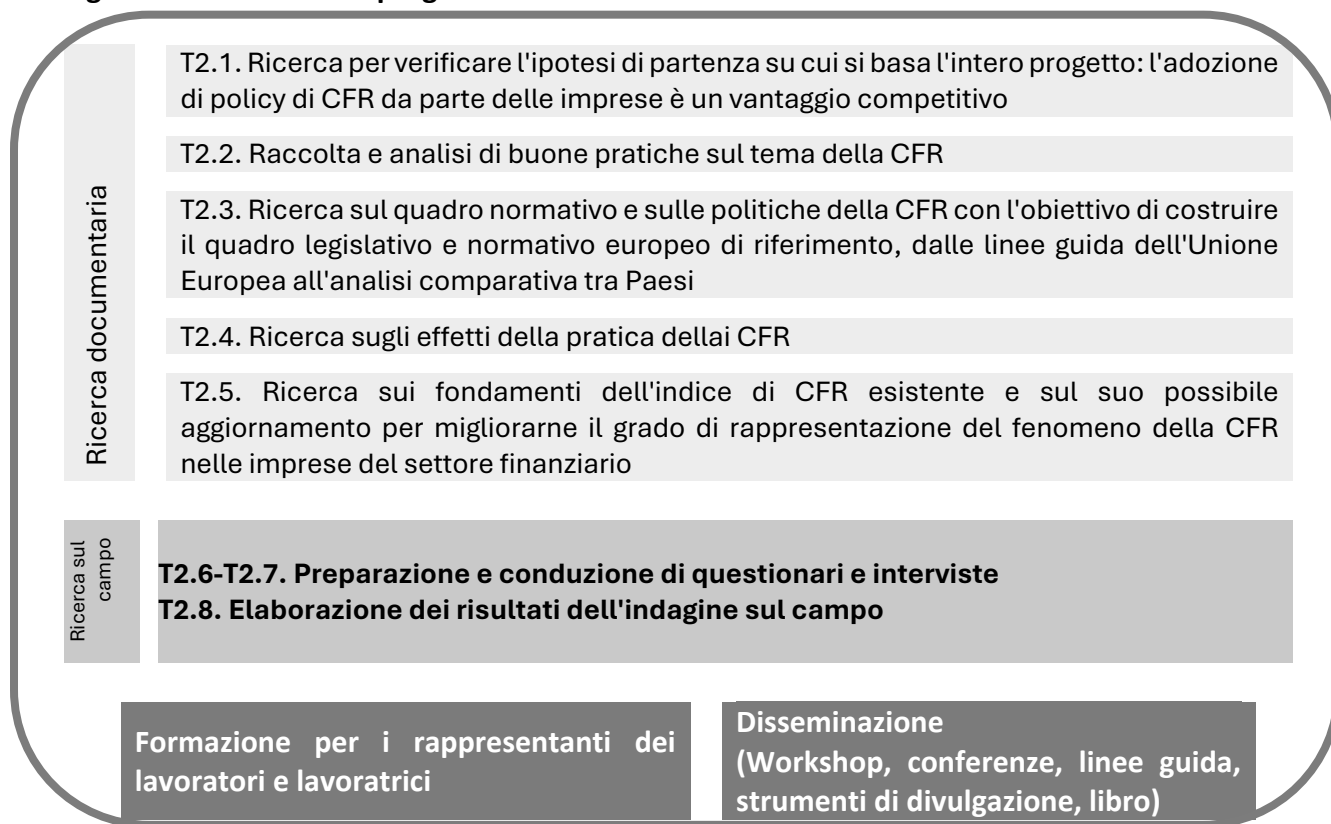 T2.1. Ricerca per verificare l'ipotesi di partenza su cui si basa l'intero progetto: l'adozione
di policy di CFR da parte delle imprese è un vantaggio competitivo
T2.2. Raccolta e analisi di buone pratiche sul tema della CFR
T2.3. Ricerca sul quadro normativo e sulle politiche della CFR con l'obiettivo di costruire
il quadro legislativo e normativo europeo di riferimento, dalle linee guida dell'Unione
Europea all'analisi comparativa tra Paesi
T2.4. Ricerca sugli effetti della pratica dellai CFR
T2.5. Ricerca sui fondamenti dell'indice di CFR esistente e sul suo possibile
aggiornamento per migliorarne il grado di rappresentazione del fenomeno della CFR
nelle imprese del settore finanziario
Ricerca documentaria
Ricerca sul
campo
T2.6-T2.7. Preparazione e conduzione di questionari e interviste
T2.8. Elaborazione dei risultati dell'indagine sul campo
Formazione per i rappresentanti dei
lavoratori e lavoratrici
Disseminazione
(Workshop, conferenze, linee guida,
strumenti di divulgazione, libro)